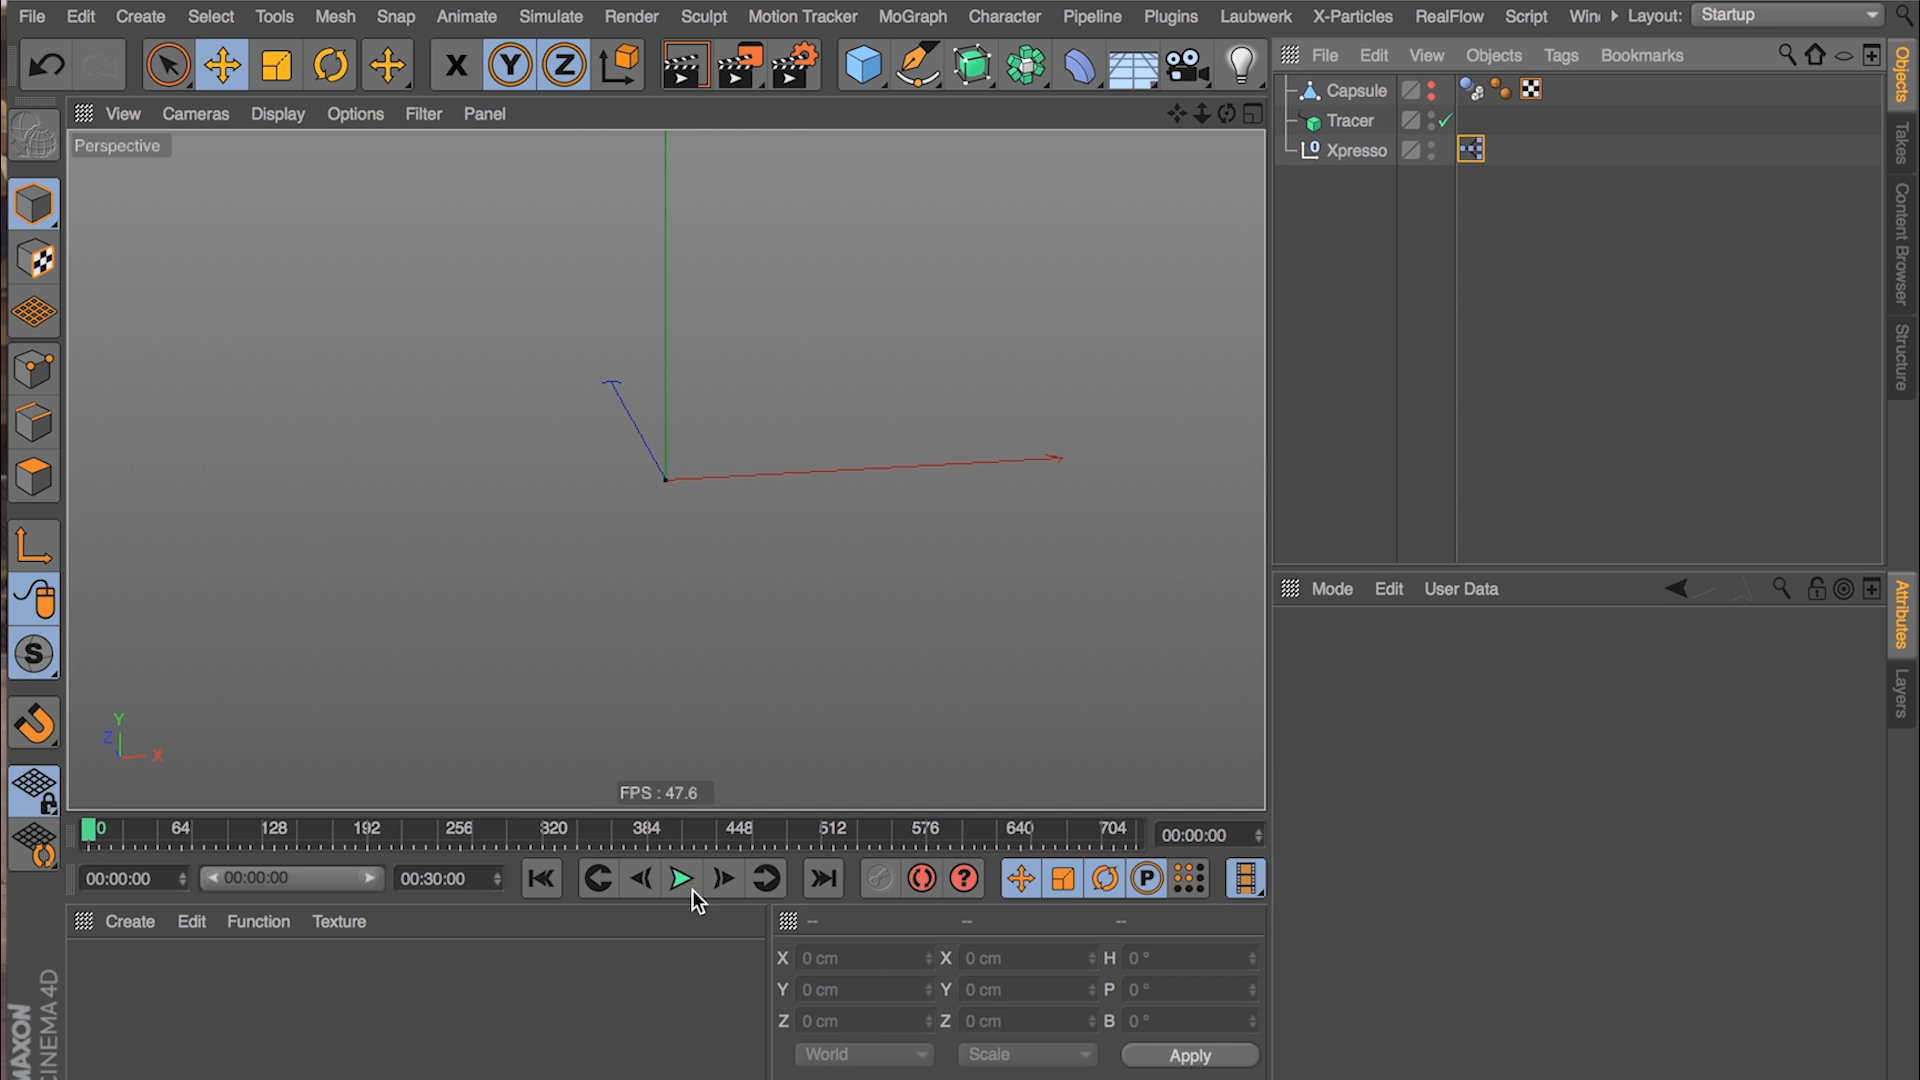 File Edit Create Select Tools Mesh Snap Animate Simulate Render Sculpt Motion Tracker MoGraph Character Pipeline Plugins Laubwerk X-Particles RealFlow Script Layout: Startup
X Y Z
File Edit View Objects Tags Bookmarks
View Cameras Display Options Filter Panel
Perspective
Capsule
Tracer
0 Xpresso
Objects
Takes
Content Browser
Structure
Mode Edit User Data
Attributes
Layers
S
Y
Z
X
FPS : 47.6
0 64 128 192 256 320 384 448 512 576 640 704 00:00:00
00:00:00 00:00:00 00:30:00 ? P
Create Edit Function Texture
-- -- --
X 0 cm X 0 cm H 0 °
Y 0 cm Y 0 cm P 0 °
Z 0 cm Z 0 cm B 0 °
World Scale Apply
MAXON
CINEMA 4D